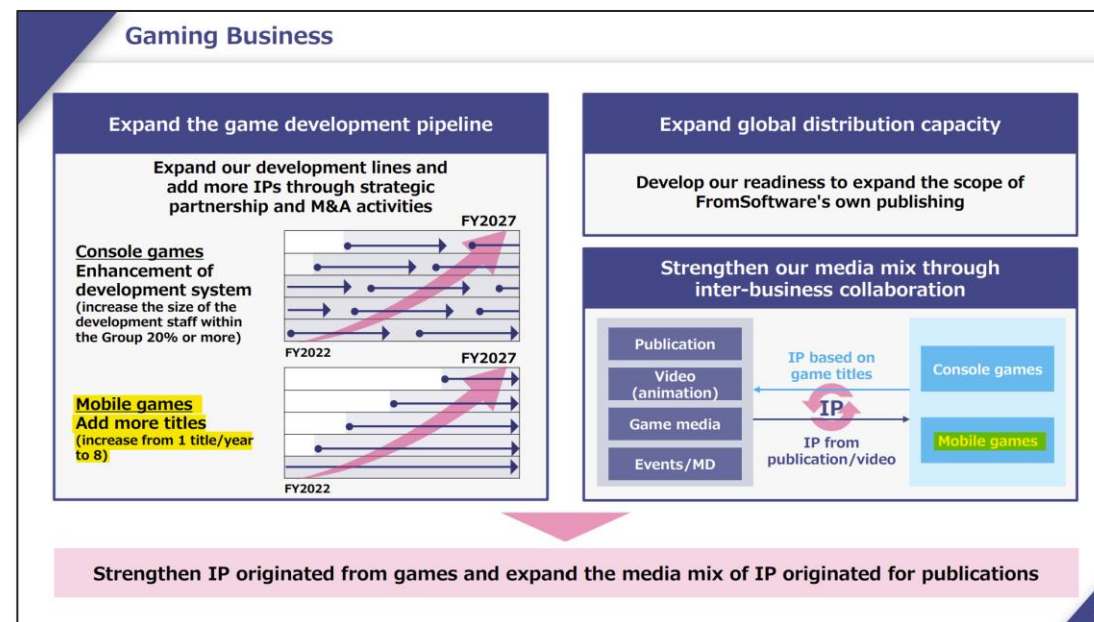 Gaming Business
Expand the game development pipeline
Expand our development lines and
add more IPs through strategic
partnership and M&A activities
FY2027
Console games
Enhancement of
development system
(increase the size of the
development staff within
the Group 20% or more)
FY2022
FY2027
Mobile games
Add more titles
(increase from 1 title/year
to 8)
FY2022
Expand global distribution capacity
Develop our readiness to expand the scope of
FromSoftware's own publishing
Strengthen our media mix through
inter-business collaboration
Publication
Video
(animation)
Game media
Events/MD
IP based on
game titles
IP
IP from
publication/video
Console games
Mobile games
Strengthen IP originated from games and expand the media mix of IP originated for publications